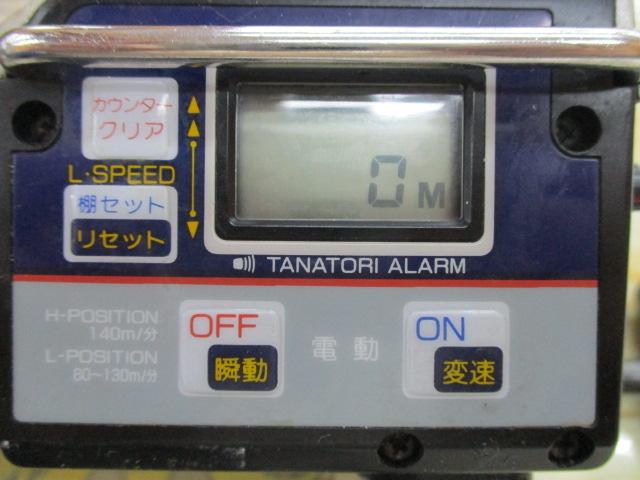 カウンター
クリア
L·SPEED
棚セット
リセット
0M
TANATORI ALARM
H-POSITION
140m/分
L-POSITION
80~130m/分
OFF
瞬動
電動
ON
変速